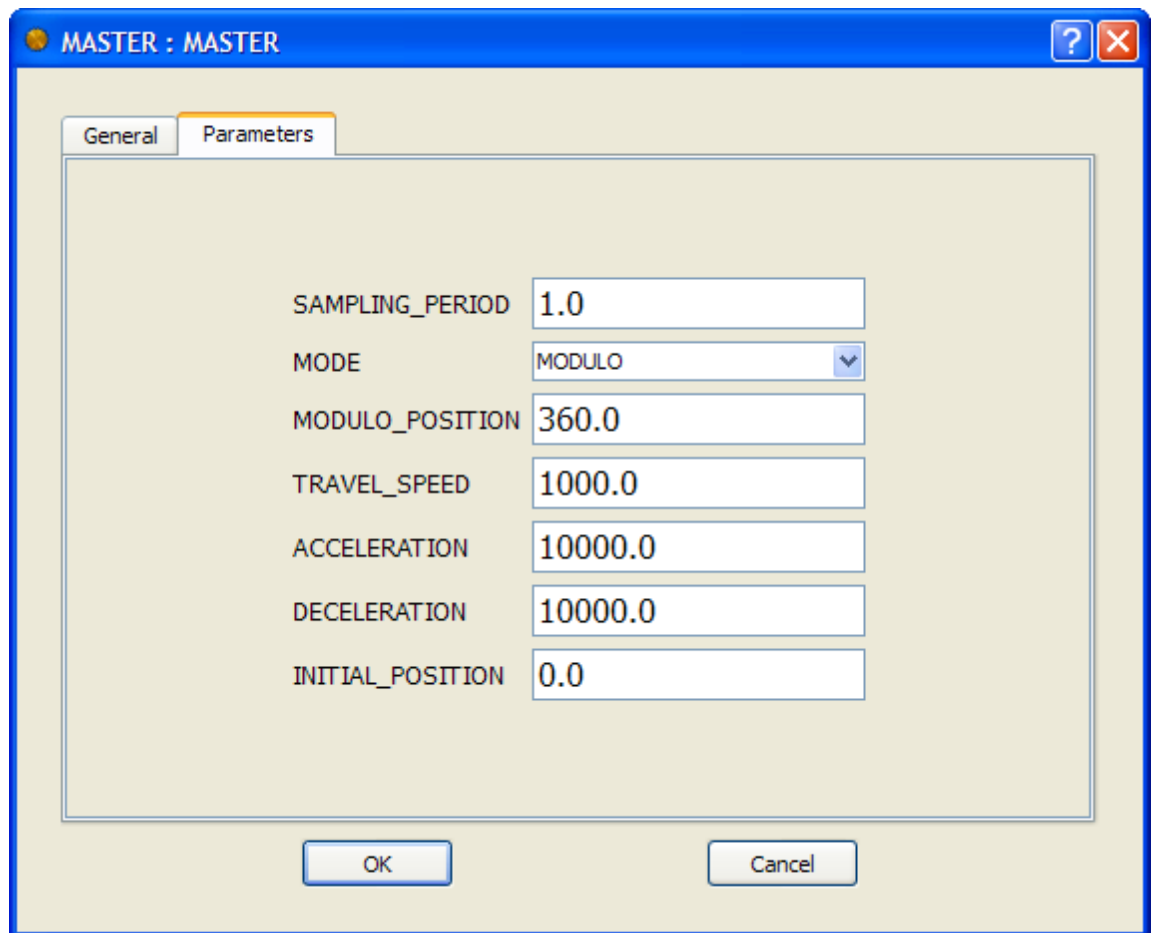 MASTER : MASTER
?
General Parameters
SAMPLING_PERIOD 1.0
MODE MODULO
MODULO_POSITION 360.0
TRAVEL_SPEED 1000.0
ACCELERATION 10000.0
DECELERATION 10000.0
INITIAL_POSITION 0.0
OK Cancel